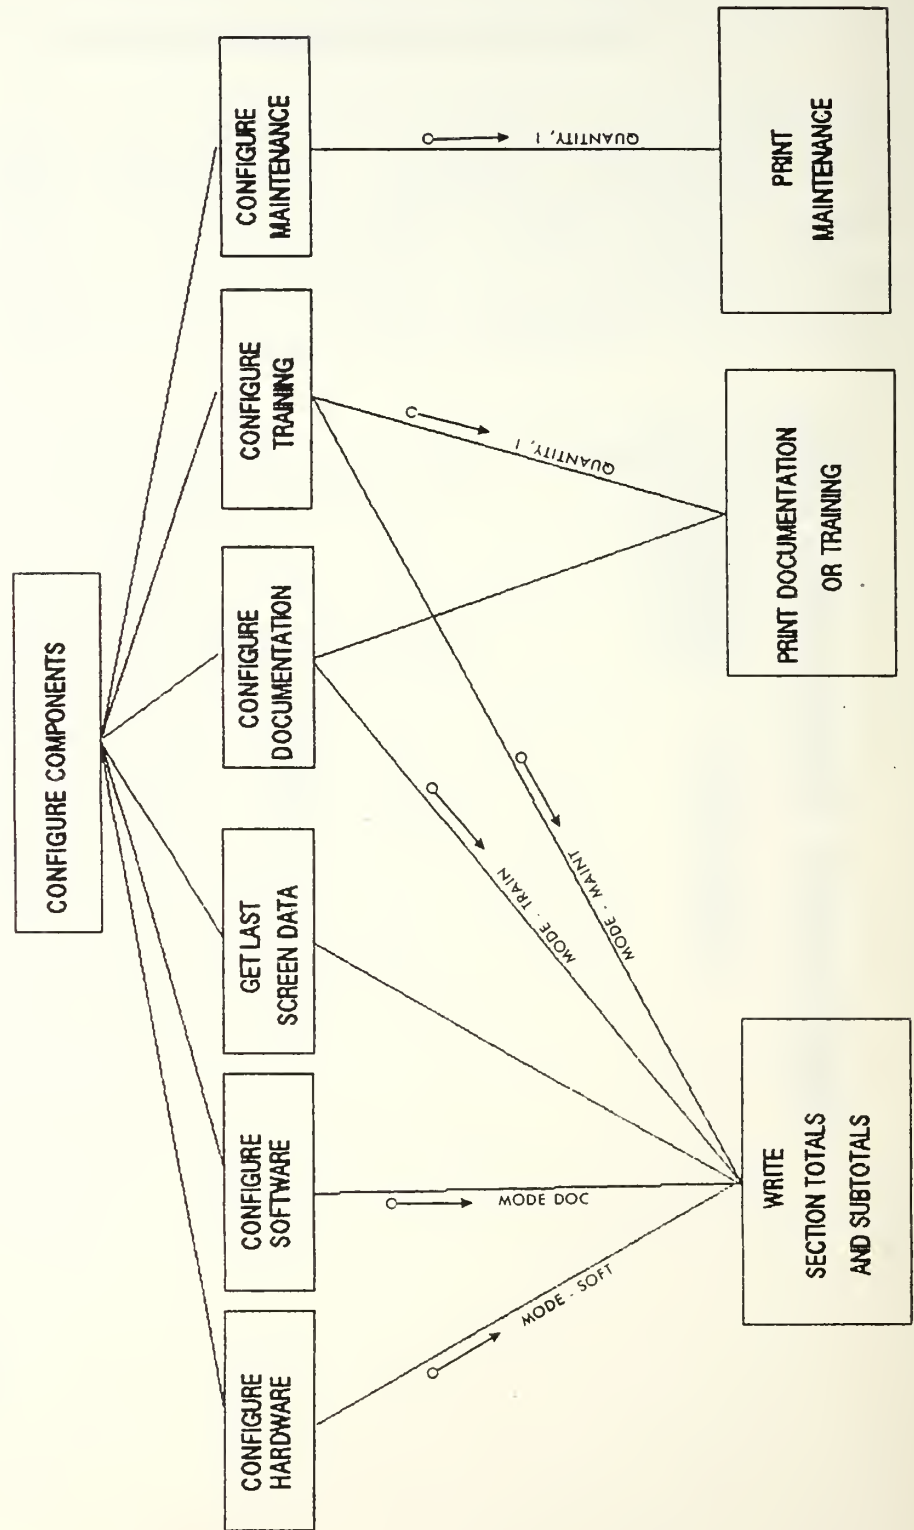 CONFIGURE COMPONENTS
CONFIGURE
HARDWARE
CONFIGURE
SOFTWARE
GET LAST
SCREEN DATA
CONFIGURE
DOCUMENTATION
CONFIGURE
TRAINING
CONFIGURE
MAINTENANCE
MODE - SOFT
MODE DOC
MODE - TRAIN
MODE - MAINT
QUANTITY, I
QUANTITY, I
WRITE
SECTION TOTALS
AND SUBTOTALS
PRINT DOCUMENTATION
OR TRAINING
PRINT
MAINTENANCE